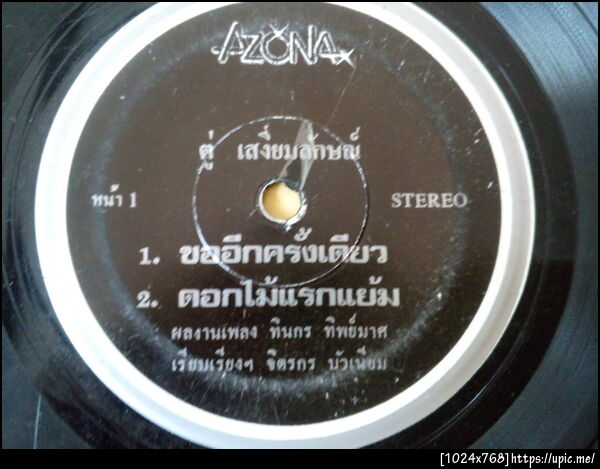 AZONA
ตู่ เสงี่ยมลักษณ์
หน้า 1
STEREO
1. ขออีกครั้งเดียว
2. ดอกไม้แรกแย้ม
ผลงานเพลง ทินกร ทิพย์มาศ
เรียบเรียงฯ จิตรกร บัวเนียม
[1024x768]https://upic.me/